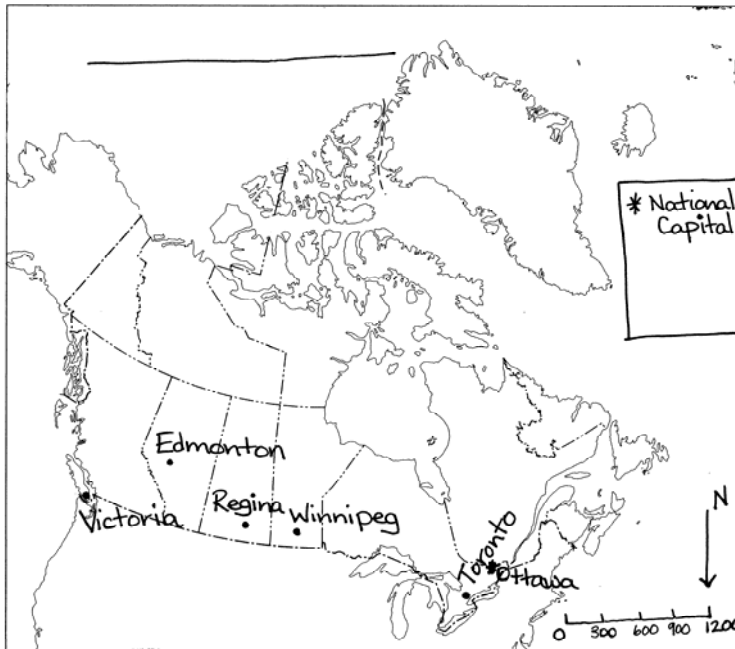 * National
Capital
Edmonton
Victoria
Regina
Winnipeg
Toronto
Ottawa
N
0 300 600 900 1200